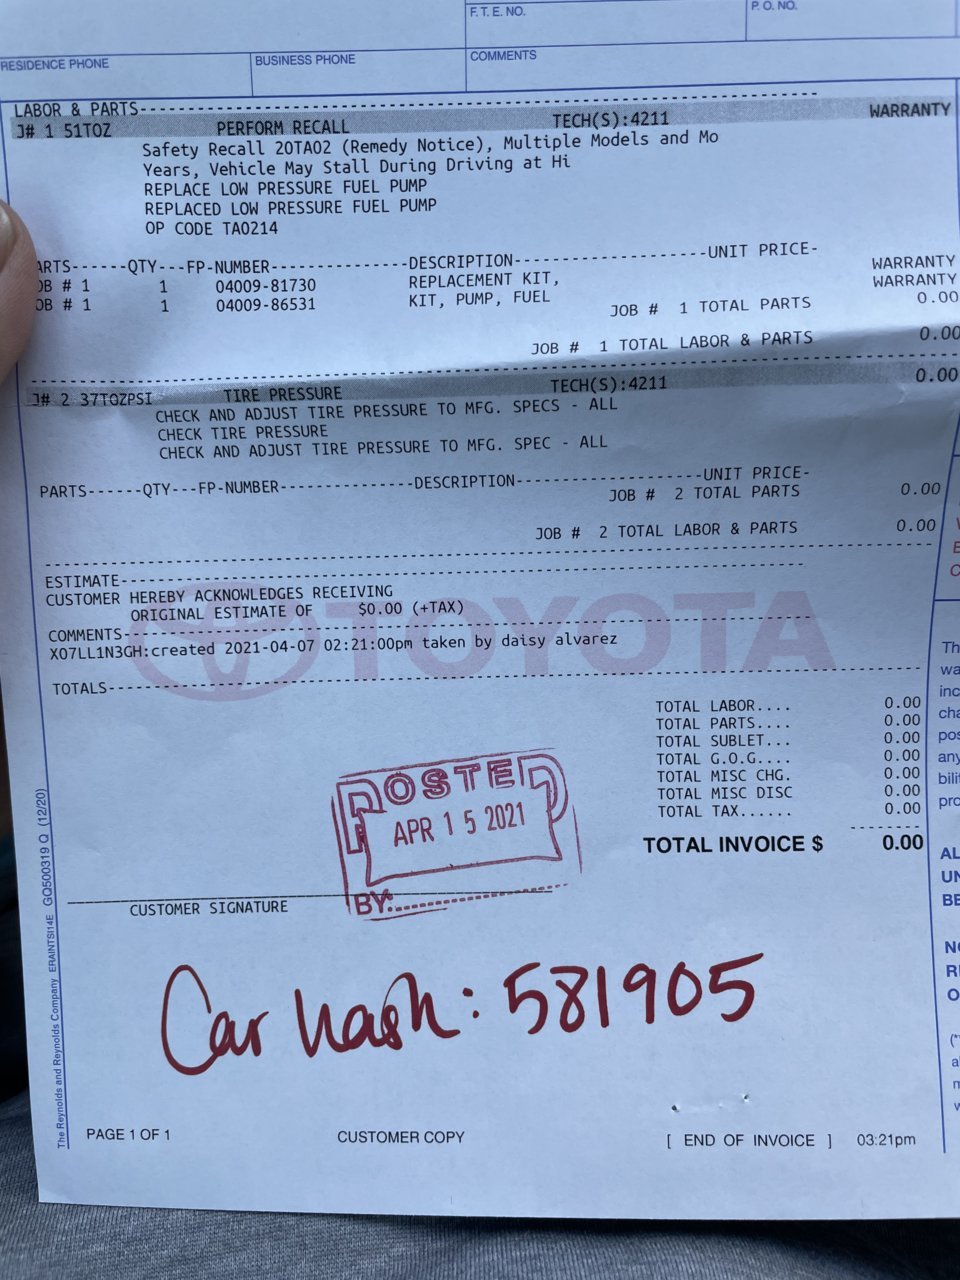 F.T.E. NO.
P.O. NO.
RESIDENCE PHONE
BUSINESS PHONE
COMMENTS
LABOR & PARTS--------------------------------------------------------------------
J# 1 51TOZ PERFORM RECALL TECH(S):4211 WARRANTY
Safety Recall 20TA02 (Remedy Notice), Multiple Models and Mo
Years, Vehicle May Stall During Driving at Hi
REPLACE LOW PRESSURE FUEL PUMP
REPLACED LOW PRESSURE FUEL PUMP
OP CODE TA0214
ARTS------QTY---FP-NUMBER---------------DESCRIPTION--------------------UNIT PRICE-
OB # 1 1 04009-81730 REPLACEMENT KIT, WARRANTY
OB # 1 1 04009-86531 KIT, PUMP, FUEL WARRANTY
JOB # 1 TOTAL PARTS 0.00
JOB # 1 TOTAL LABOR & PARTS 0.00
J# 2 37TOZPSI TIRE PRESSURE TECH(S):4211 0.00
CHECK AND ADJUST TIRE PRESSURE TO MFG. SPECS - ALL
CHECK TIRE PRESSURE
CHECK AND ADJUST TIRE PRESSURE TO MFG. SPEC - ALL
PARTS------QTY---FP-NUMBER---------------DESCRIPTION--------------------UNIT PRICE-
JOB # 2 TOTAL PARTS 0.00
JOB # 2 TOTAL LABOR & PARTS 0.00
ESTIMATE--------------------------------------------------------------------
CUSTOMER HEREBY ACKNOWLEDGES RECEIVING
ORIGINAL ESTIMATE OF $0.00 (+TAX)
TOYOTA
COMMENTS--------------------------------------------------------------------
X07LL1N3GH:created 2021-04-07 02:21:00pm taken by daisy alvarez
TOTALS--------------------------------------------------------------------
TOTAL LABOR.... 0.00
TOTAL PARTS.... 0.00
TOTAL SUBLET... 0.00
TOTAL G.O.G.... 0.00
TOTAL MISC CHG. 0.00
TOTAL MISC DISC 0.00
TOTAL TAX...... 0.00
TOTAL INVOICE $ 0.00
POSTED
APR 15 2021
BY:
CUSTOMER SIGNATURE
Car Wash: 581905
PAGE 1 OF 1
CUSTOMER COPY
[ END OF INVOICE ] 03:21pm
The Reynolds and Reynolds Company ERAINTSI14E GQ500319 Q (12/20)